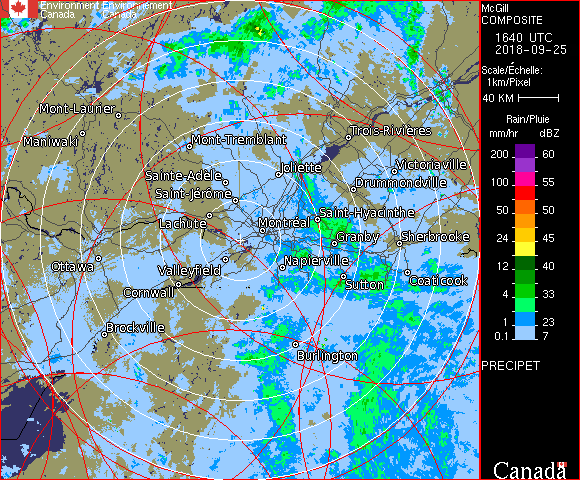 Environment Environnement
Canada Canada
McGill
COMPOSITE
1640 UTC
2018-09-25
Scale/Échelle:
1km/Pixel
40 KM
Rain/Pluie
mm/hr dBZ
200 60
100 55
50 50
24 45
12 40
4 33
1 23
0.1 7
PRECIPET
Canada
Mont-Laurier
Maniwaki
Mont-Tremblant
Trois-Rivières
Joliette
Victoriaville
Sainte-Adèle
Drummondville
Saint-Jérôme
Lachute
Montréal
Saint-Hyacinthe
Granby
Sherbrooke
Ottawa
Valleyfield
Napierville
Cornwall
Sutton
Coaticook
Brockville
Burlington